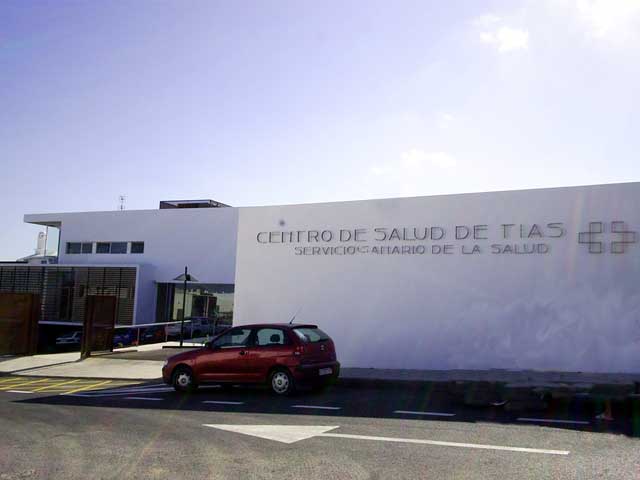 CENTRO DE SALUD DE TIAS
SERVICIO CANARIO DE LA SALUD